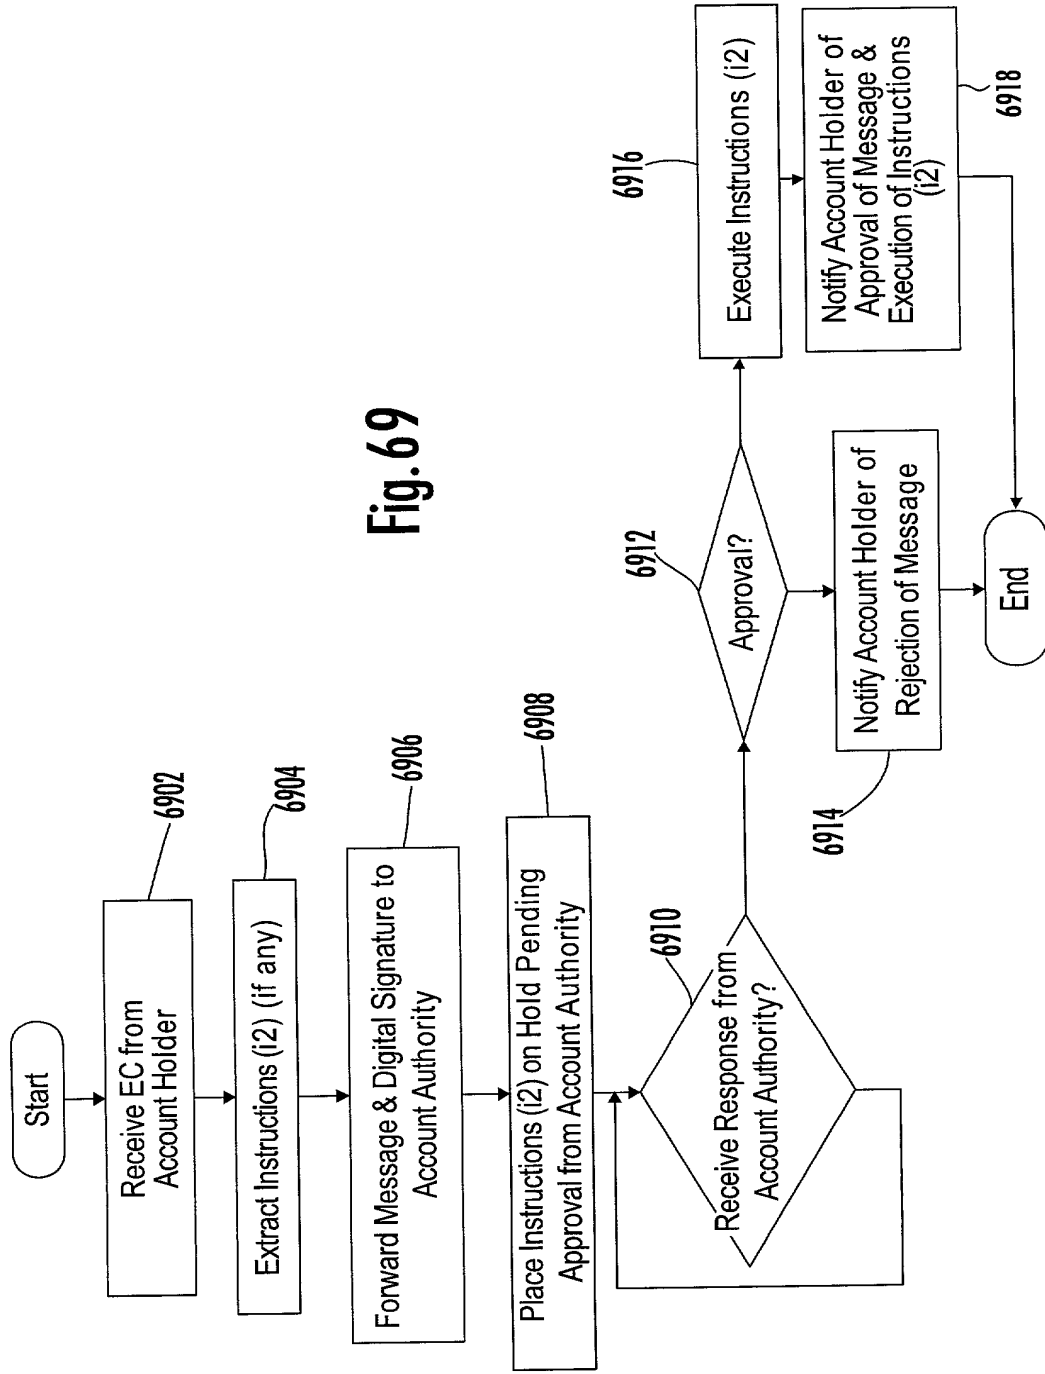 Start
Receive EC from
Account Holder
6902
Extract Instructions (i2) (if any)
6904
Forward Message & Digital Signature to
Account Authority
6906
Place Instructions (i2) on Hold Pending
Approval from Account Authority
6908
Receive Response from
Account Authority?
6910
Approval?
6912
Notify Account Holder of
Rejection of Message
6914
Execute Instructions (i2)
6916
Notify Account Holder of
Approval of Message &
Execution of Instructions
(i2)
6918
End
Fig.69